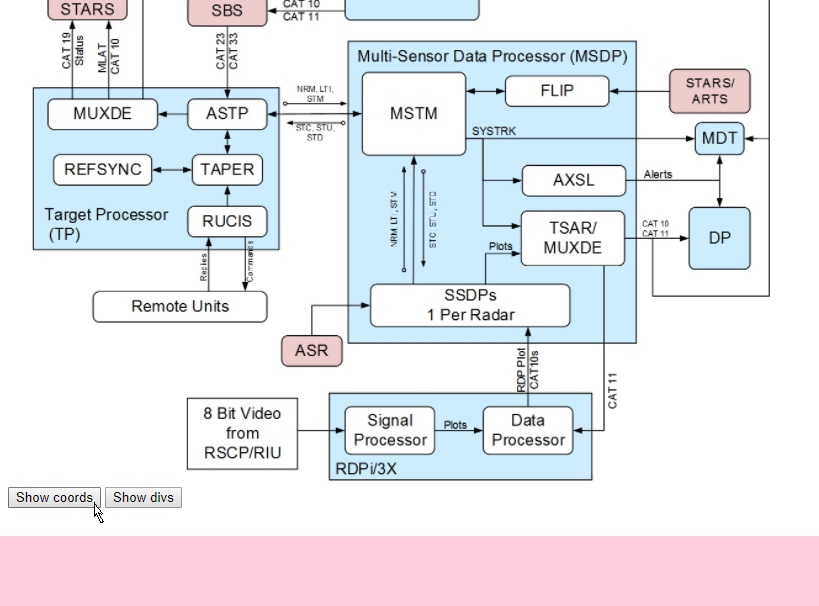 STARS
SBS
CAT 10
CAT 11
CAT 19
Status
MLAT
CAT 10
CAT 23
CAT 33
Multi-Sensor Data Processor (MSDP)
NRM, LTI,
STM
STC, STU,
STD
MUXDE
ASTP
MSTM
FLIP
STARS/
ARTS
SYSTRK
MDT
REFSYNC
TAPER
AXSL
Alerts
Target Processor
(TP)
RUCIS
NRM, LTI, STM
STC, STU, STD
TSAR/
MUXDE
CAT 10
CAT 11
DP
Plots
Replies
Commands
Remote Units
SSDPs
1 Per Radar
ASR
RDP Plot
CAT10s
CAT 11
8 Bit Video
from
RSCP/RIU
Signal
Processor
Plots
Data
Processor
RDPi/3X
Show coords
Show divs